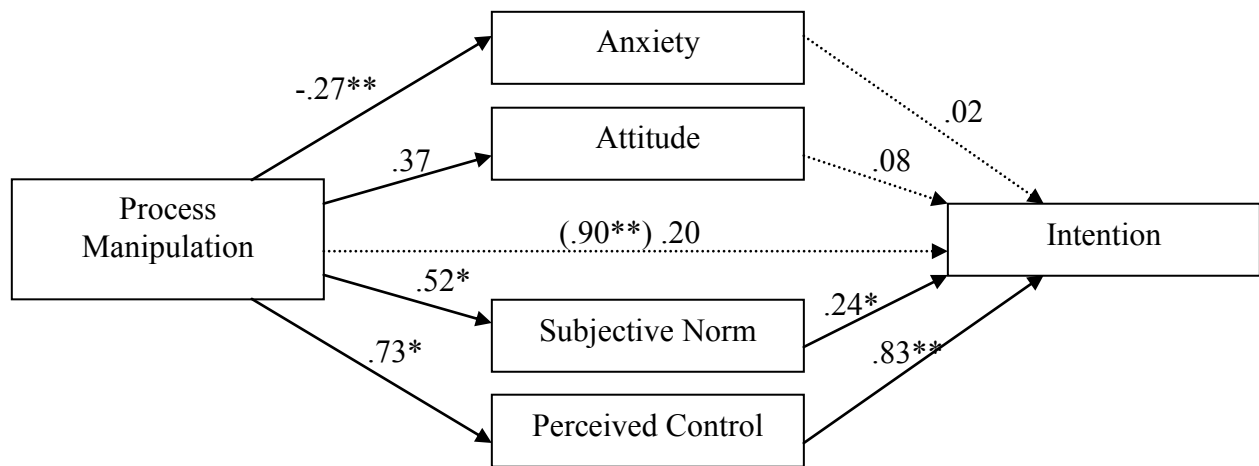 Anxiety
-.27**
.02
Attitude
.37
.08
Process
Manipulation
(.90**) .20
Intention
.52*
Subjective Norm
.24*
.73*
.83**
Perceived Control